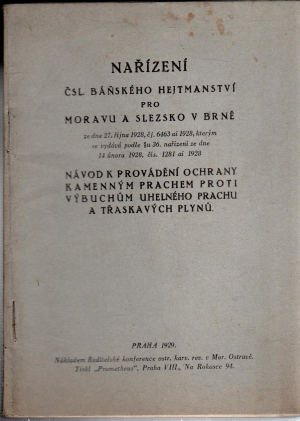 NAŘÍZENÍ
ČSL. BÁŇSKÉHO HEJTMANSTVÍ
PRO
MORAVU A SLEZSKO V BRNĚ
ze dne 27. října 1928, čj. 6463 ai 1928, kterým
se vydává podle §u 36. nařízení ze dne
14 února 1928, čís. 1281 ai 1928
NÁVOD K PROVÁDĚNÍ OCHRANY
KAMENNÝM PRACHEM PROTI
VÝBUCHŮM UHELNÉHO PRACHU
A TŘASKAVÝCH PLYNŮ.
PRAHA 1929.
Nákladem Ředitelské konference ostr. karv. rev. v Mor. Ostravě.
Tiskl „Prometheus", Praha VIII., Na Rokosce 94.